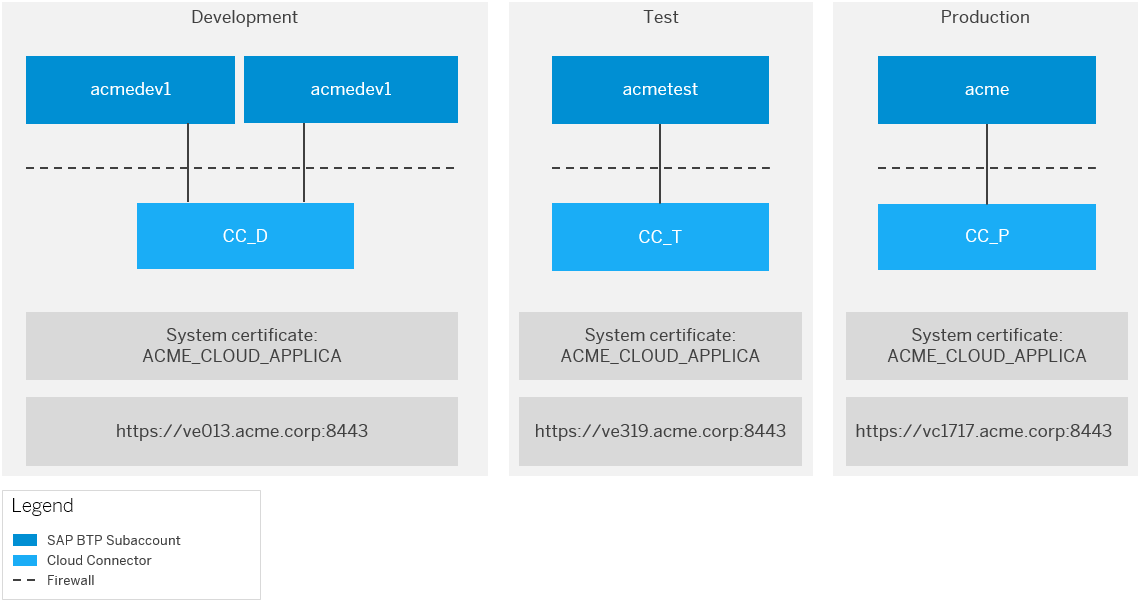 Development
acmedev1
acmedev1
CC_D
System certificate:
ACME_CLOUD_APPLICA
https://ve013.acme.corp:8443
Test
acmetest
CC_T
System certificate:
ACME_CLOUD_APPLICA
https://ve319.acme.corp:8443
Production
acme
CC_P
System certificate:
ACME_CLOUD_APPLICA
https://vc1717.acme.corp:8443
Legend
SAP BTP Subaccount
Cloud Connector
Firewall